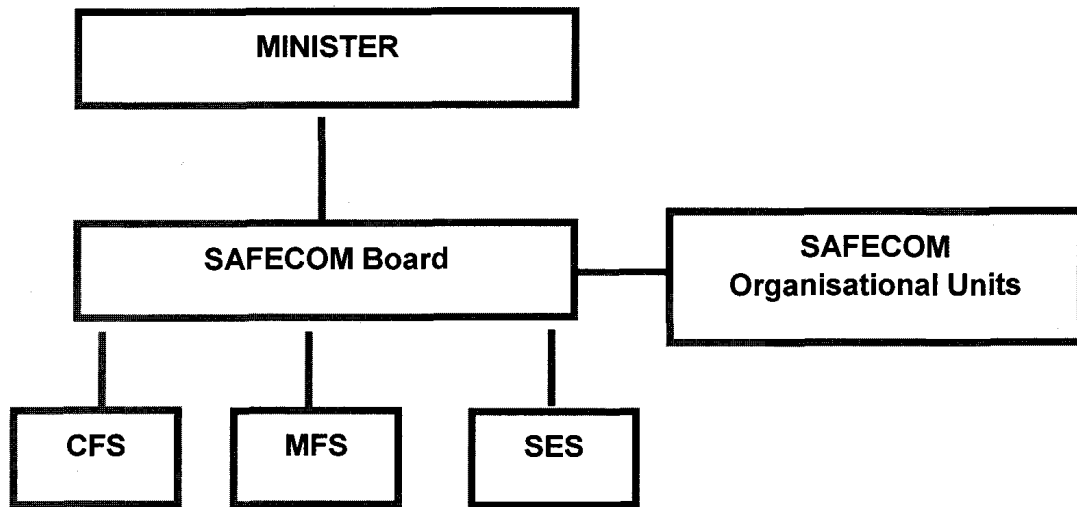 MINISTER
SAFECOM Board
SAFECOM
Organisational Units
CFS
MFS
SES